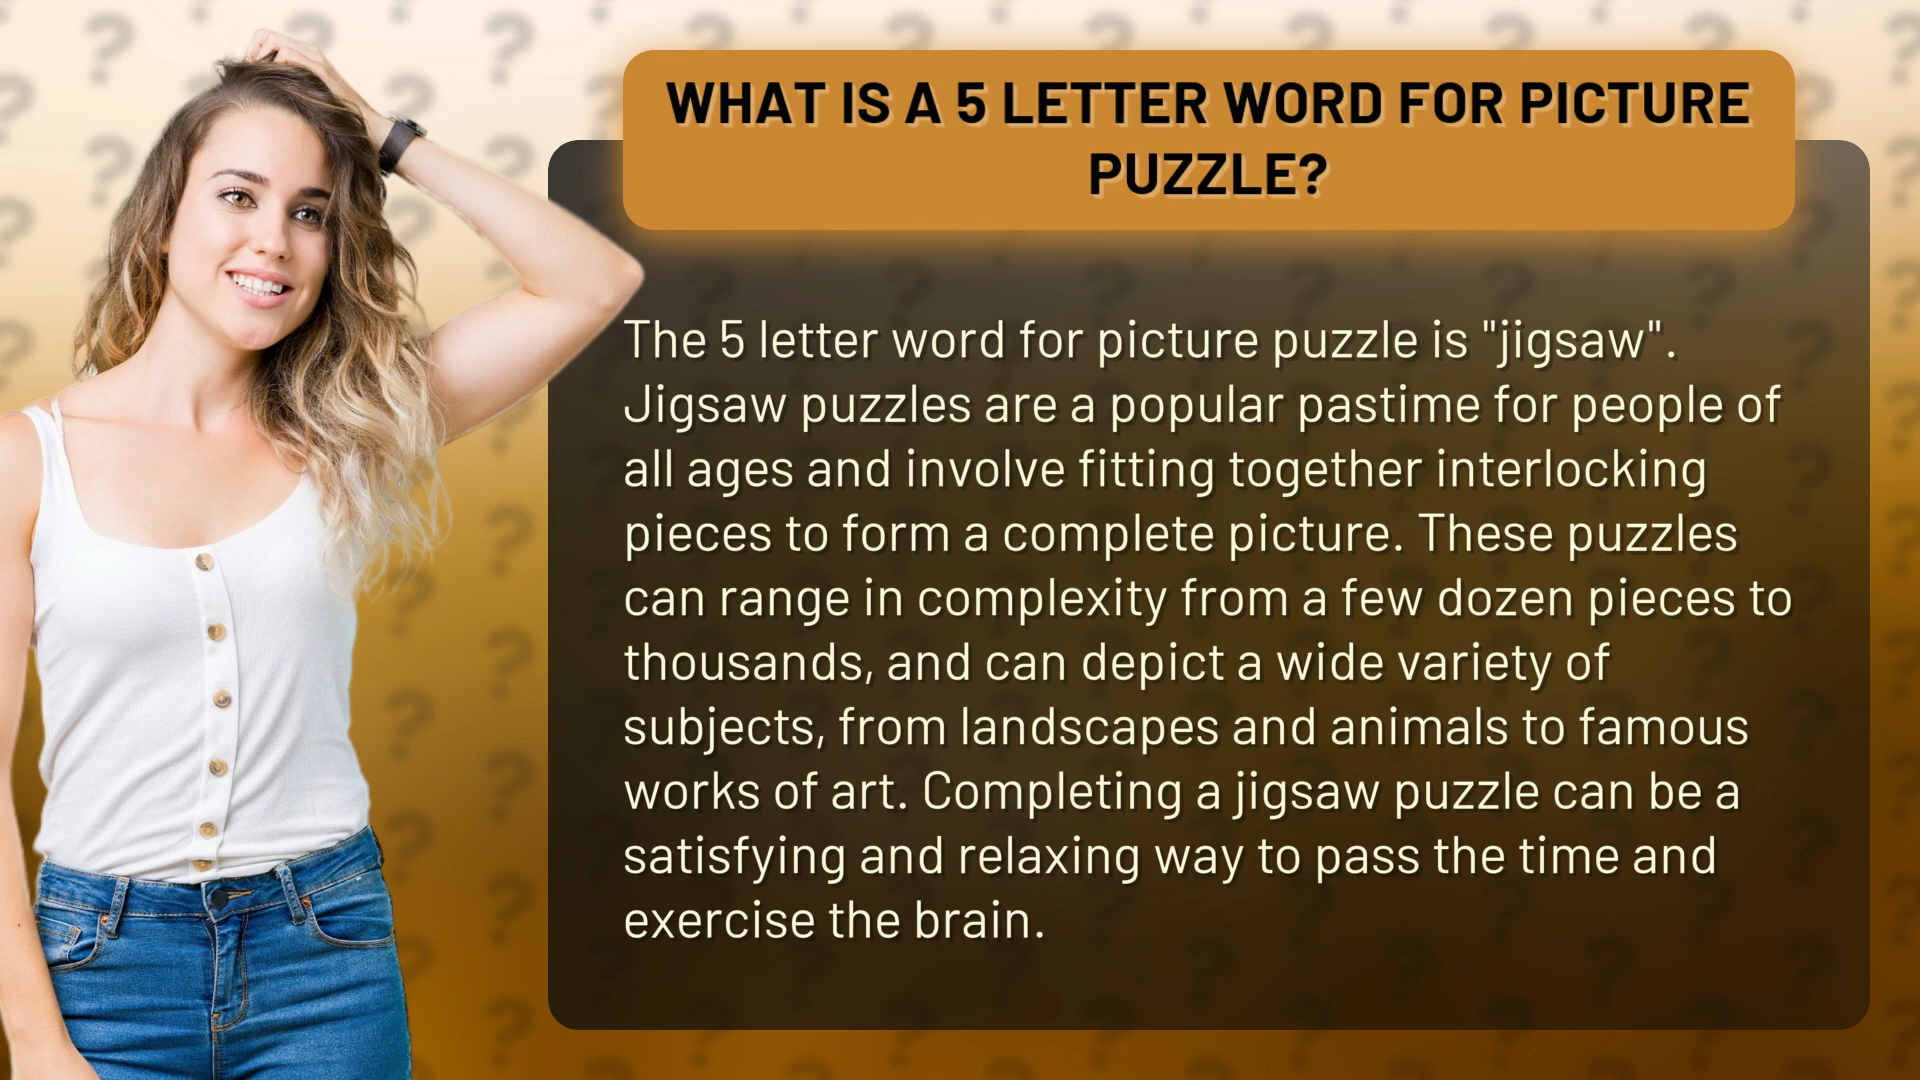 WHAT IS A 5 LETTER WORD FOR PICTURE
PUZZLE?
The 5 letter word for picture puzzle is "jigsaw".
Jigsaw puzzles are a popular pastime for people of
all ages and involve fitting together interlocking
pieces to form a complete picture. These puzzles
can range in complexity from a few dozen pieces to
thousands, and can depict a wide variety of
subjects, from landscapes and animals to famous
works of art. Completing a jigsaw puzzle can be a
satisfying and relaxing way to pass the time and
exercise the brain.